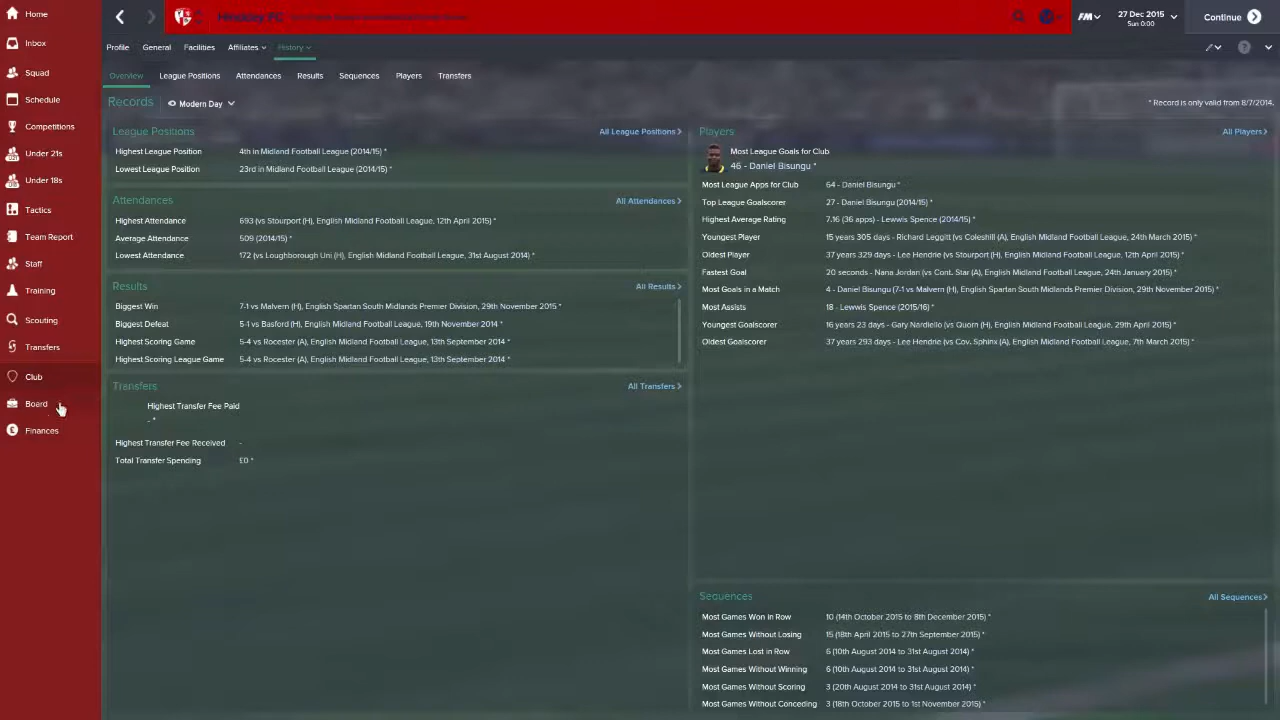 Home
Inbox
Squad
Schedule
Competitions
Under 21s
Under 18s
Tactics
Team Report
Staff
Training
Scouting
Transfers
Club
Board
Finances
Hinckley FC
FM
27 Dec 2015
Sun 0:00
Continue
Profile General Facilities Affiliates History
Overview League Positions Attendances Results Sequences Players Transfers
Records Modern Day
* Record is only valid from 8/7/2014.
League Positions All League Positions
Highest League Position 4th in Midland Football League (2014/15) *
Lowest League Position 23rd in Midland Football League (2014/15) *
Attendances All Attendances
Highest Attendance 693 (vs Stourport (H), English Midland Football League, 12th April 2015) *
Average Attendance 509 (2014/15) *
Lowest Attendance 172 (vs Loughborough Uni (H), English Midland Football League, 31st August 2014) *
Results All Results
Biggest Win 7-1 vs Malvern (H), English Spartan South Midlands Premier Division, 29th November 2015 *
Biggest Defeat 5-1 vs Basford (H), English Midland Football League, 19th November 2014 *
Highest Scoring Game 5-4 vs Rocester (A), English Midland Football League, 13th September 2014 *
Highest Scoring League Game 5-4 vs Rocester (A), English Midland Football League, 13th September 2014 *
Transfers All Transfers
Highest Transfer Fee Paid
- *
Highest Transfer Fee Received -
Total Transfer Spending £0 *
Players All Players
Most League Goals for Club
46 - Daniel Bisungu *
Most League Apps for Club 64 - Daniel Bisungu *
Top League Goalscorer 27 - Daniel Bisungu (2014/15) *
Highest Average Rating 7.16 (36 apps) - Lewwis Spence (2014/15) *
Youngest Player 15 years 305 days - Richard Leggitt (vs Coleshill (A), English Midland Football League, 24th March 2015) *
Oldest Player 37 years 329 days - Lee Hendrie (vs Stourport (H), English Midland Football League, 12th April 2015) *
Fastest Goal 20 seconds - Nana Jordan (vs Cont. Star (A), English Midland Football League, 24th January 2015) *
Most Goals in a Match 4 - Daniel Bisungu (7-1 vs Malvern (H), English Spartan South Midlands Premier Division, 29th November 2015) *
Most Assists 18 - Lewwis Spence (2015/16) *
Youngest Goalscorer 16 years 23 days - Gary Nardiello (vs Quorn (H), English Midland Football League, 29th April 2015) *
Oldest Goalscorer 37 years 293 days - Lee Hendrie (vs Cov. Sphinx (A), English Midland Football League, 7th March 2015) *
Sequences All Sequences
Most Games Won in Row 10 (14th October 2015 to 8th December 2015) *
Most Games Without Losing 15 (18th April 2015 to 27th September 2015) *
Most Games Lost in Row 6 (10th August 2014 to 31st August 2014) *
Most Games Without Winning 6 (10th August 2014 to 31st August 2014) *
Most Games Without Scoring 3 (20th August 2014 to 31st August 2014) *
Most Games Without Conceding 3 (18th October 2015 to 1st November 2015) *